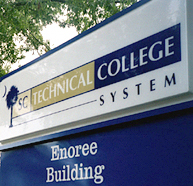 SC TECHNICAL COLLEGE
SYSTEM
Enoree
Building